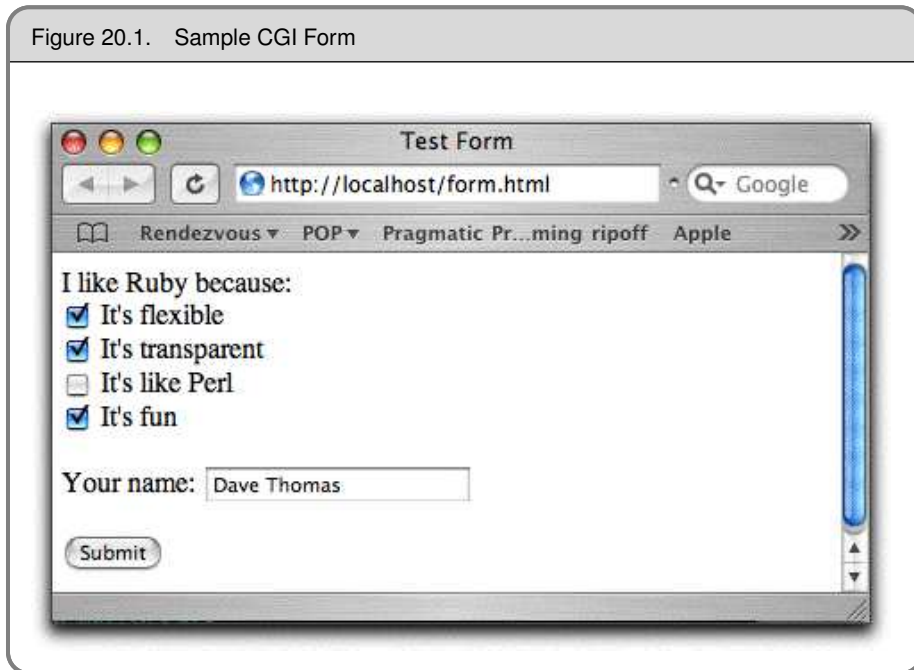 Figure 20.1. Sample CGI Form
Test Form
http://localhost/form.html
Google
Rendezvous POP Pragmatic Pr...ming ripoff Apple
I like Ruby because:
It's flexible
It's transparent
It's like Perl
It's fun
Your name: Dave Thomas
Submit